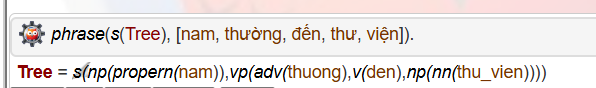 phrase(s(Tree), [nam, thường, đến, thư, viện]).
Tree = s(np(propern(nam)),vp(adv(thuong),v(den),np(nn(thu_vien))))